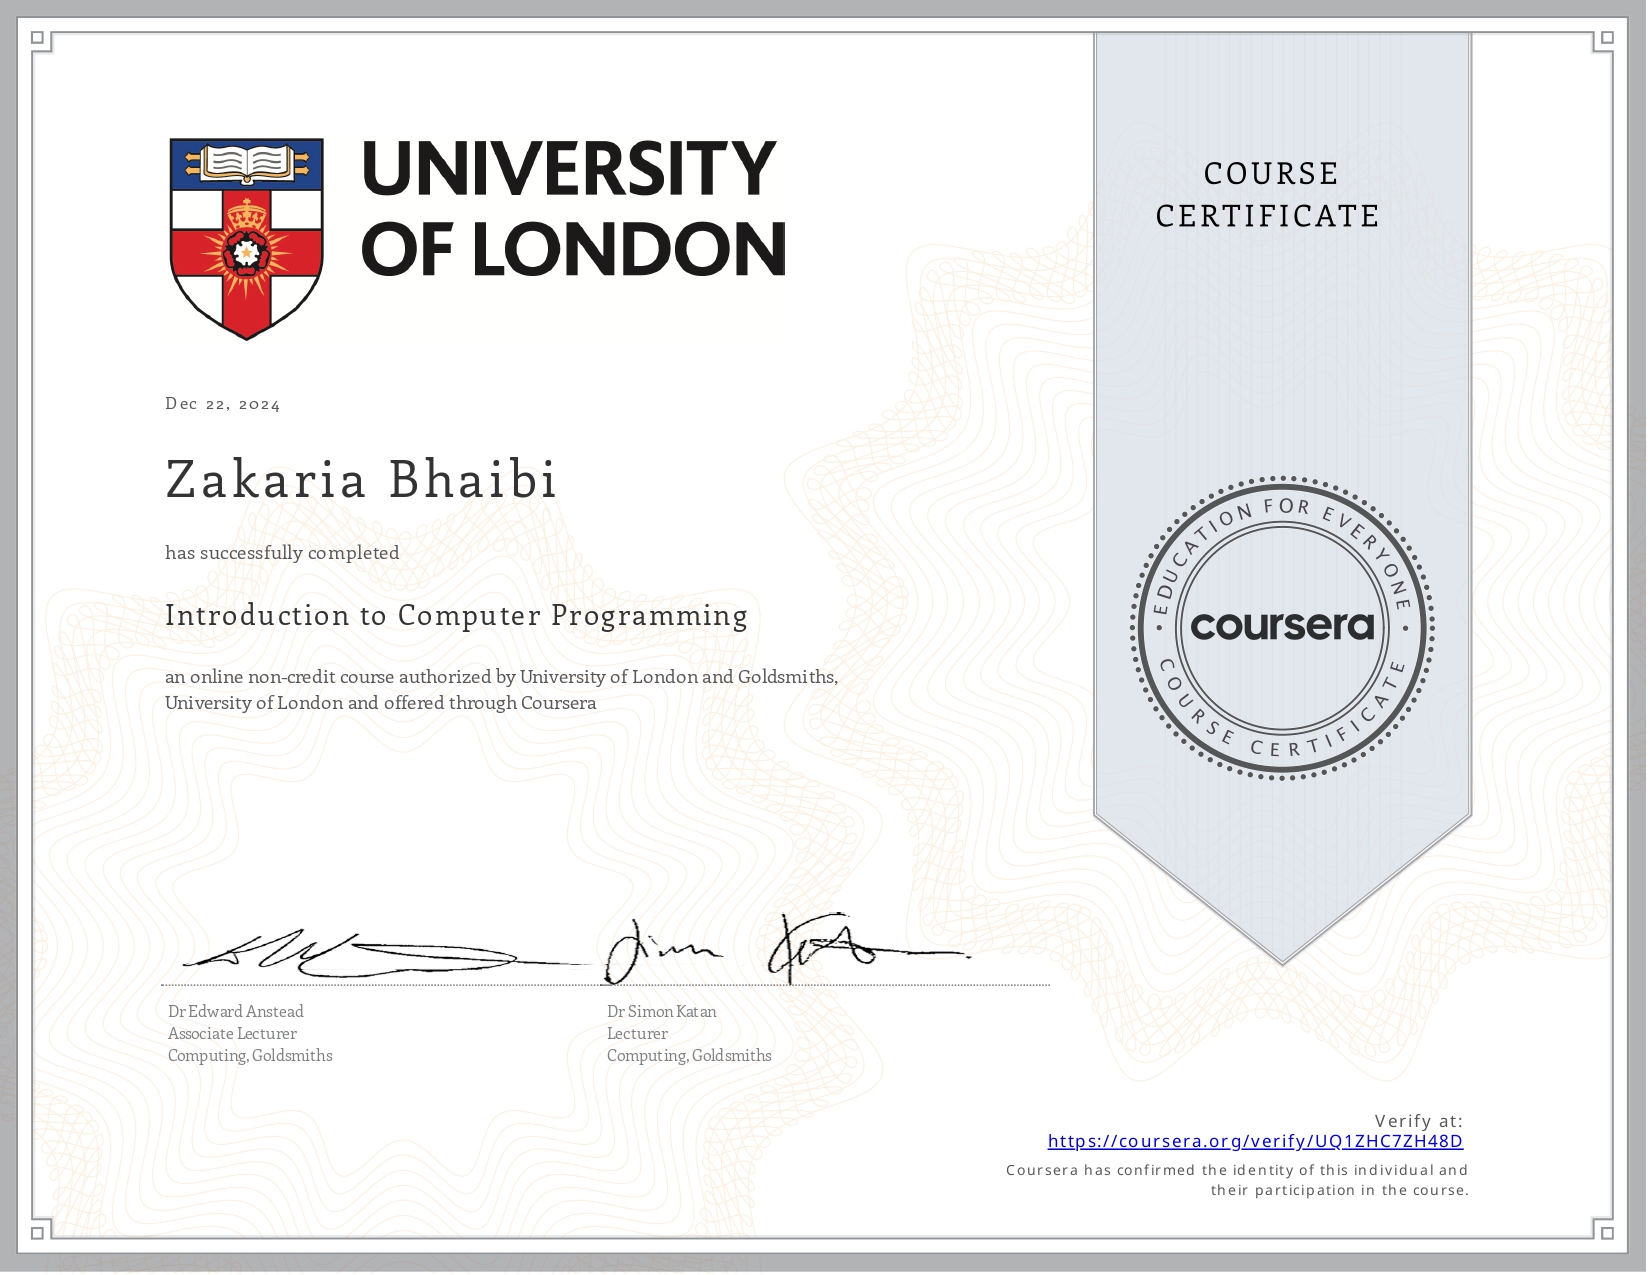 UNIVERSITY
OF LONDON
COURSE
CERTIFICATE
Dec 22, 2024
Zakaria Bhaibi
has successfully completed
Introduction to Computer Programming
an online non-credit course authorized by University of London and Goldsmiths,
University of London and offered through Coursera
EDUCATION FOR EVERYONE
coursera
COURSE CERTIFICATE
Dr Edward Anstead
Associate Lecturer
Computing, Goldsmiths
Dr Simon Katan
Lecturer
Computing, Goldsmiths
Verify at:
https://coursera.org/verify/UQ1ZHC7ZH48D
Coursera has confirmed the identity of this individual and
their participation in the course.